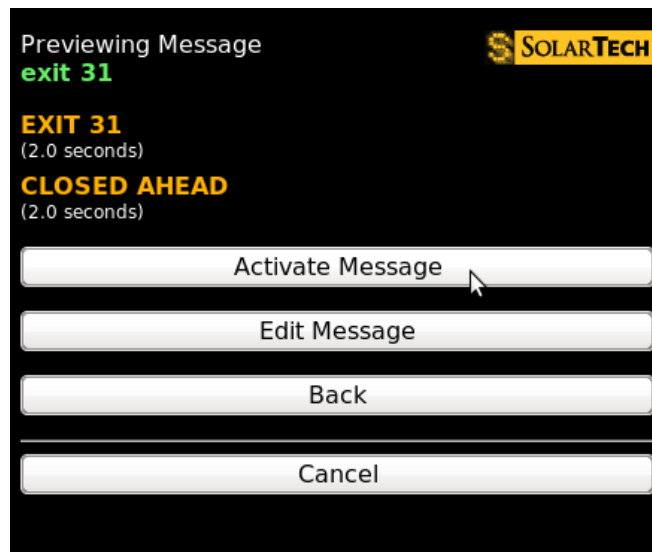 Previewing Message
SOLARTECH
exit 31
EXIT 31
(2.0 seconds)
CLOSED AHEAD
(2.0 seconds)
Activate Message
Edit Message
Back
Cancel